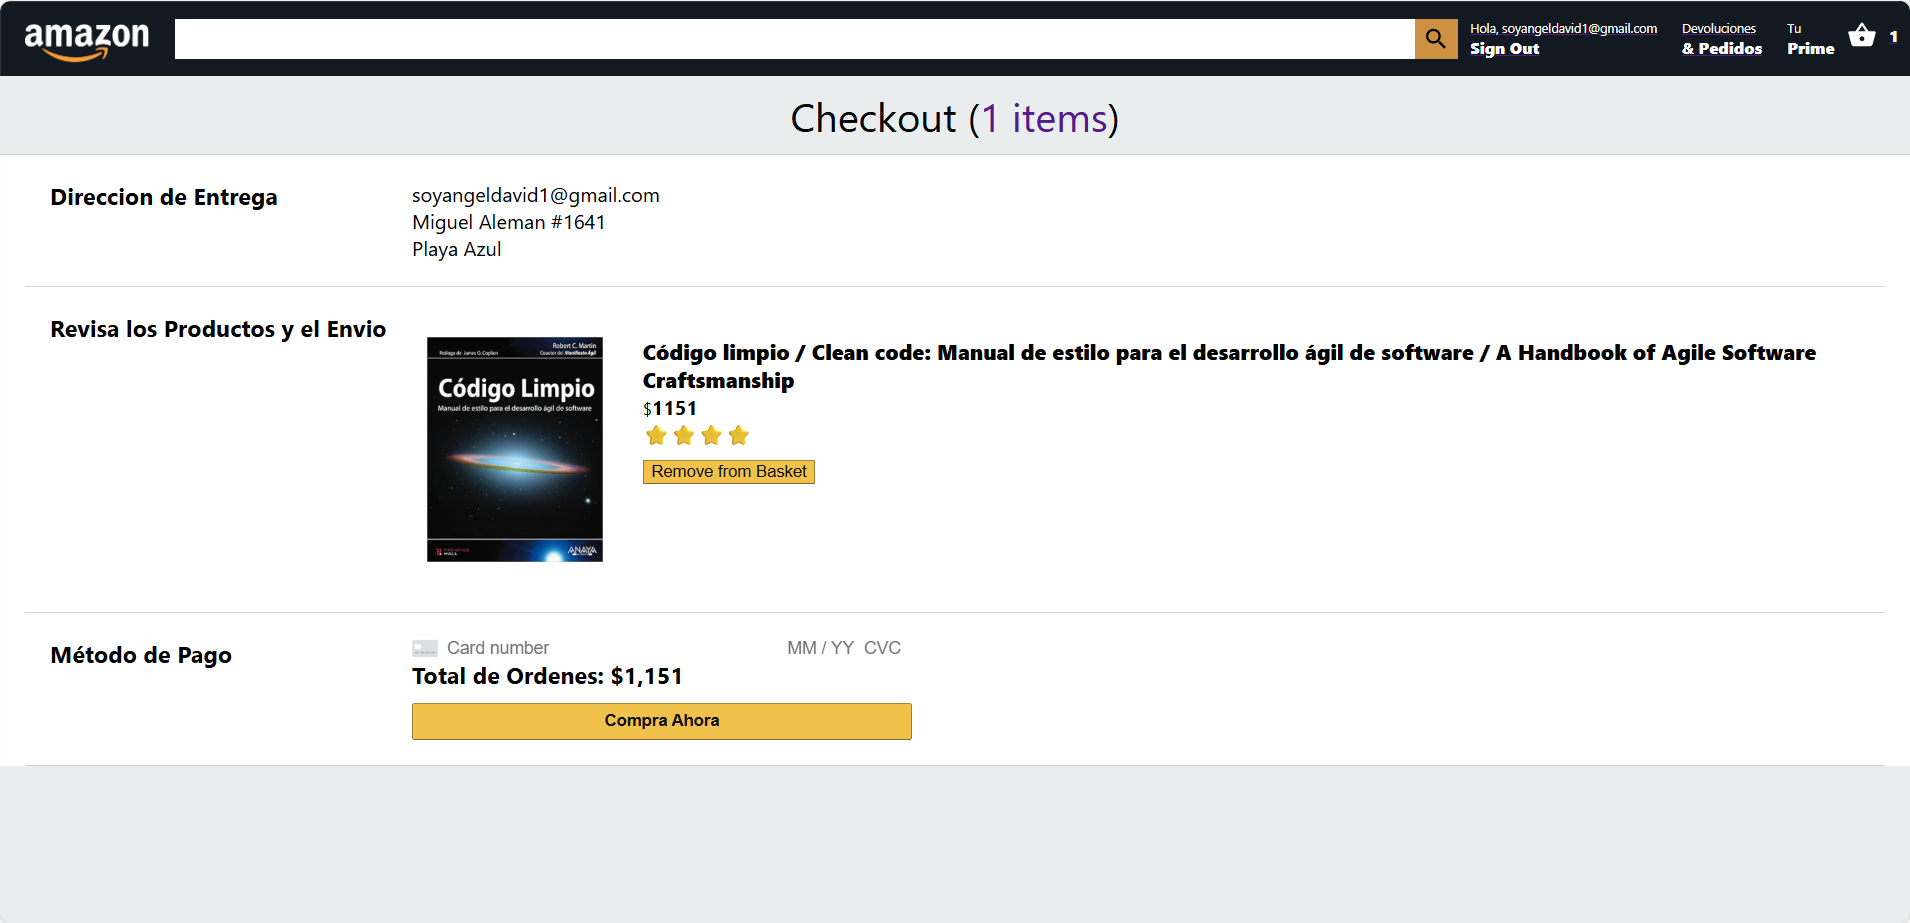 amazon
Hola, soyangeldavid1@gmail.com
Sign Out
Devoluciones
& Pedidos
Tu
Prime
1
Checkout (1 items)
Direccion de Entrega
soyangeldavid1@gmail.com
Miguel Aleman #1641
Playa Azul
Revisa los Productos y el Envio
Robert C. Martin
Prólogo de James O. Coplien
Coautor del Manifiesto Ágil
Código Limpio
Manual de estilo para el desarrollo ágil de software
PRENTICE
HALL
ANAYA
Código limpio / Clean code: Manual de estilo para el desarrollo ágil de software / A Handbook of Agile Software
Craftsmanship
$1151
Remove from Basket
Método de Pago
Card number
MM / YY CVC
Total de Ordenes: $1,151
Compra Ahora